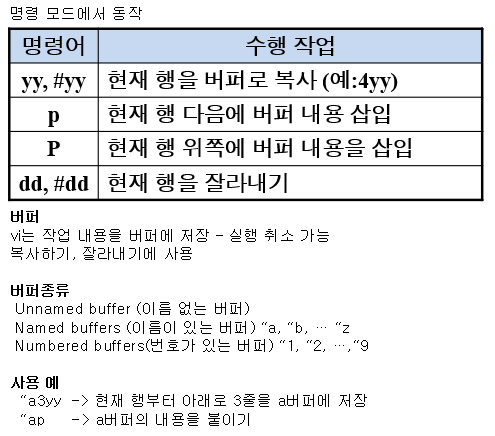 명령 모드에서 동작
명령어 수행 작업
yy, #yy 현재 행을 버퍼로 복사 (예:4yy)
p 현재 행 다음에 버퍼 내용 삽입
P 현재 행 위쪽에 버퍼 내용을 삽입
dd, #dd 현재 행을 잘라내기
버퍼
vi는 작업 내용을 버퍼에 저장 - 실행 취소 가능
복사하기, 잘라내기에 사용
버퍼종류
Unnamed buffer (이름 없는 버퍼)
Named buffers (이름이 있는 버퍼) “a, “b, … “z
Numbered buffers(번호가 있는 버퍼) “1, “2, …,“9
사용 예
“a3yy -> 현재 행부터 아래로 3줄을 a버퍼에 저장
“ap -> a버퍼의 내용을 붙이기